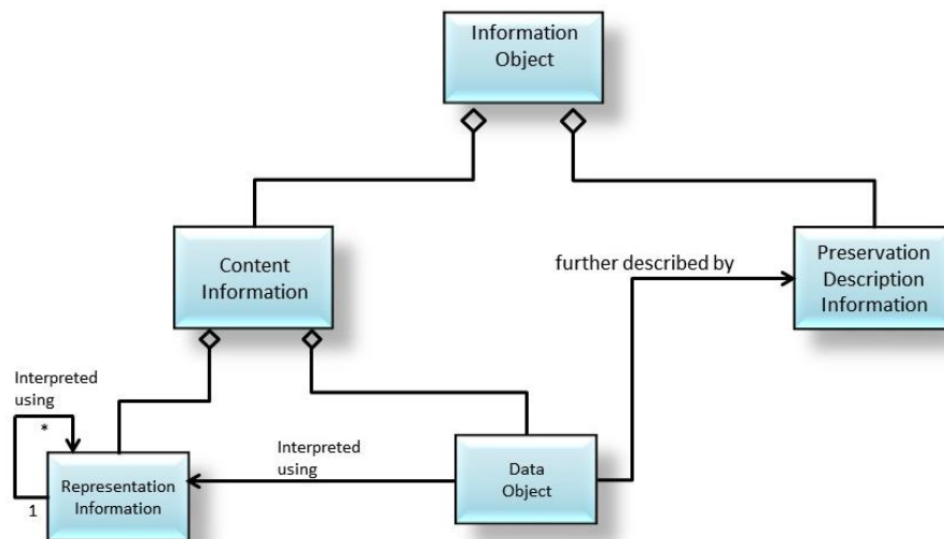 Information
Object
Content
Information
further described by
Preservation
Description
Information
Interpreted
using
*
1
Representation
Information
Interpreted
using
Data
Object